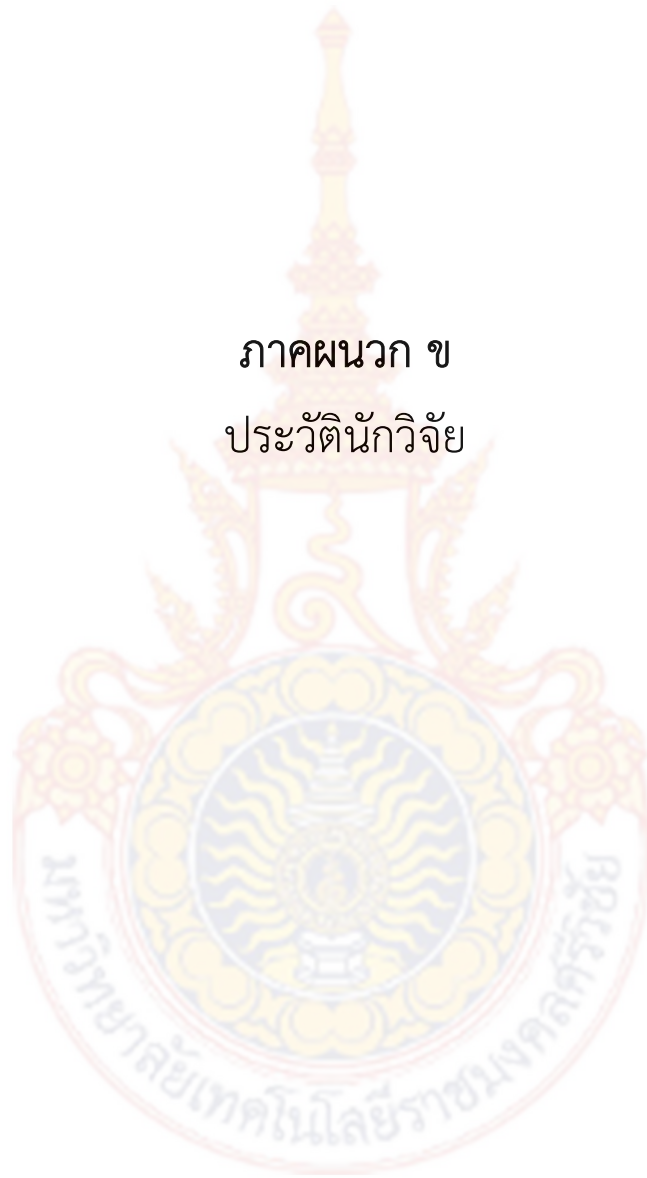 ภาคผนวก ข
ประวัตินักวิจัย
มหาวิทยาลัยเทคโนโลยีราชมงคลศรีวิชัย